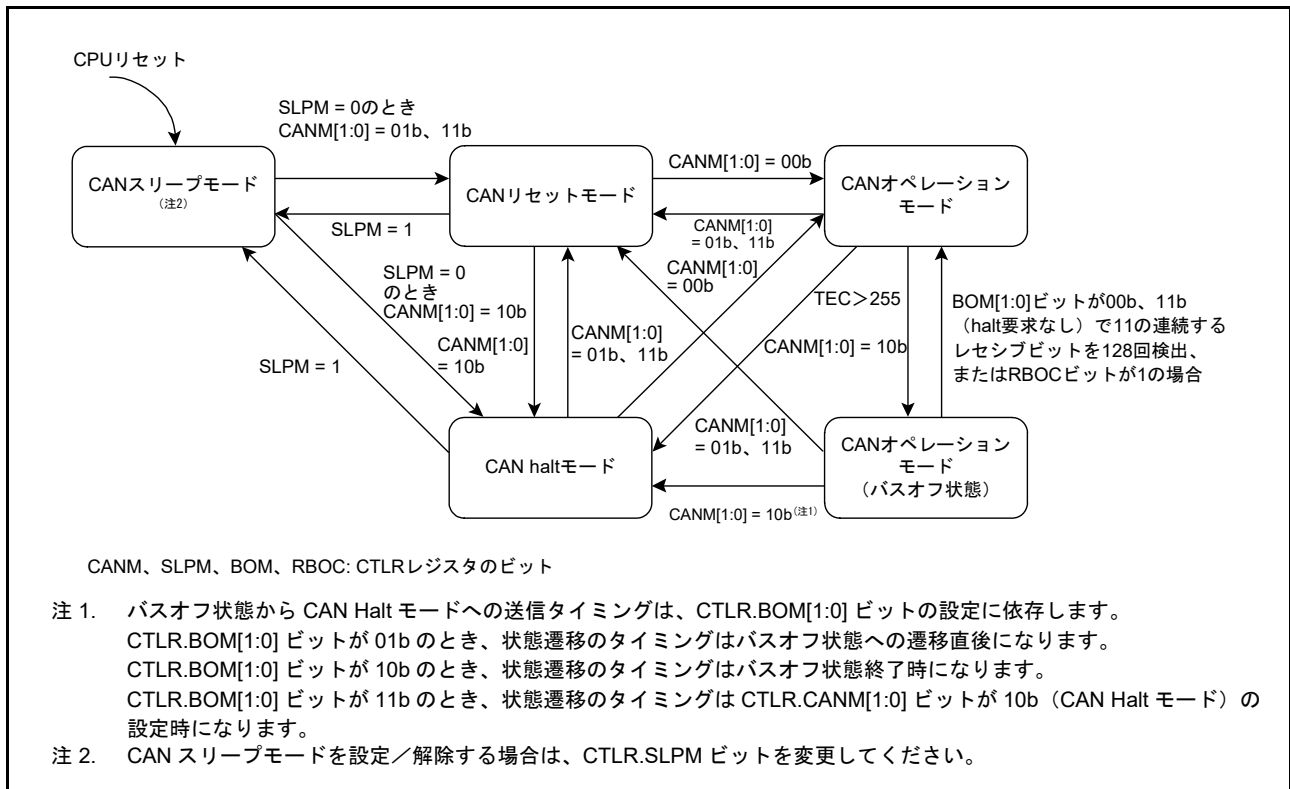 CPUリセット
SLPM = 0のとき
CANM[1:0] = 01b、11b
CANスリープモード
（注2）
CANリセットモード
CANM[1:0] = 00b
CANオペレーション
モード
SLPM = 1
CANM[1:0]
= 01b、11b
SLPM = 0
のとき
CANM[1:0] = 10b
CANM[1:0]
= 10b
CANM[1:0]
= 01b、11b
CANM[1:0]
= 00b
TEC＞255
CANM[1:0] = 10b
BOM[1:0]ビットが00b、11b
（halt要求なし）で11の連続する
レセシブビットを128回検出、
またはRBOCビットが1の場合
SLPM = 1
CAN haltモード
CANM[1:0]
= 01b、11b
CANオペレーション
モード
（バスオフ状態）
CANM[1:0] = 10b（注1）
CANM、SLPM、BOM、RBOC: CTLRレジスタのビット
注 1. バスオフ状態から CAN Halt モードへの送信タイミングは、CTLR.BOM[1:0] ビットの設定に依存します。
CTLR.BOM[1:0] ビットが 01b のとき、状態遷移のタイミングはバスオフ状態への遷移直後になります。
CTLR.BOM[1:0] ビットが 10b のとき、状態遷移のタイミングはバスオフ状態終了時になります。
CTLR.BOM[1:0] ビットが 11b のとき、状態遷移のタイミングは CTLR.CANM[1:0] ビットが 10b（CAN Halt モード）の
設定時になります。
注 2. CAN スリープモードを設定／解除する場合は、CTLR.SLPM ビットを変更してください。